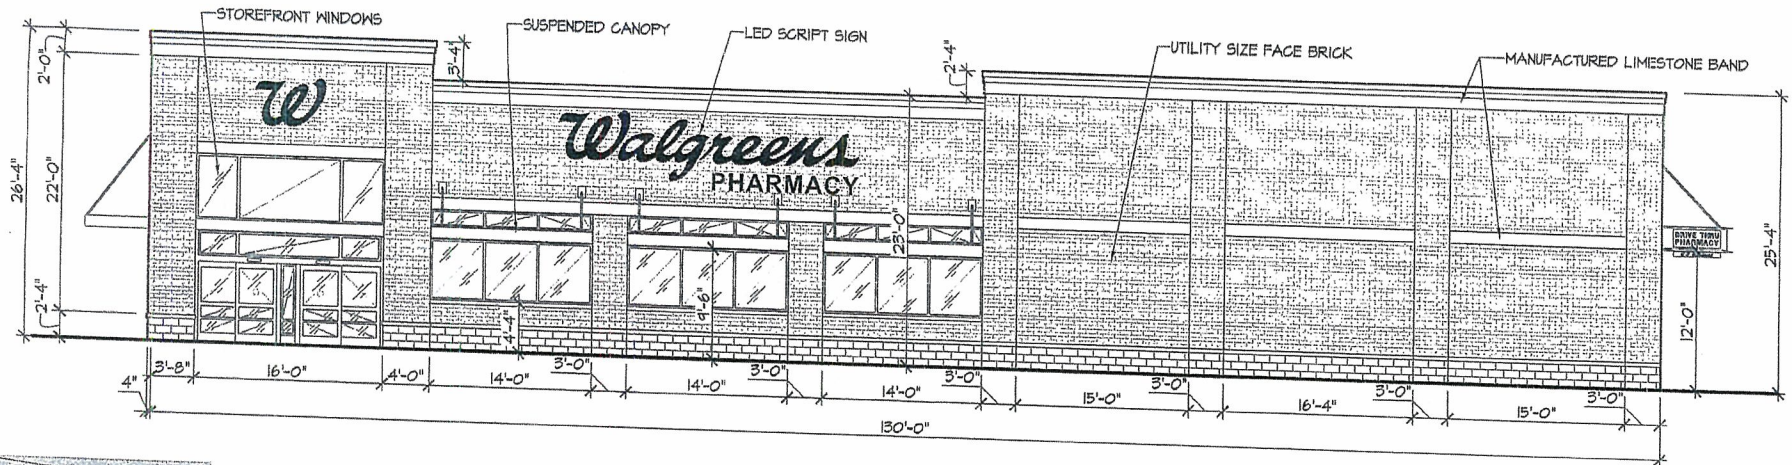 STOREFRONT WINDOWS
SUSPENDED CANOPY
LED SCRIPT SIGN
UTILITY SIZE FACE BRICK
MANUFACTURED LIMESTONE BAND
2'-0"
3'-4"
2'-4"
W
Walgreens
PHARMACY
26'-4"
22'-0"
23'-0"
DRIVE THRU
PHARMACY
25'-4"
2'-4"
4'-4"
9'-6"
12'-0"
4"
3'-8"
16'-0"
4'-0"
14'-0"
3'-0"
14'-0"
3'-0"
14'-0"
3'-0"
15'-0"
3'-0"
16'-4"
3'-0"
15'-0"
3'-0"
130'-0"